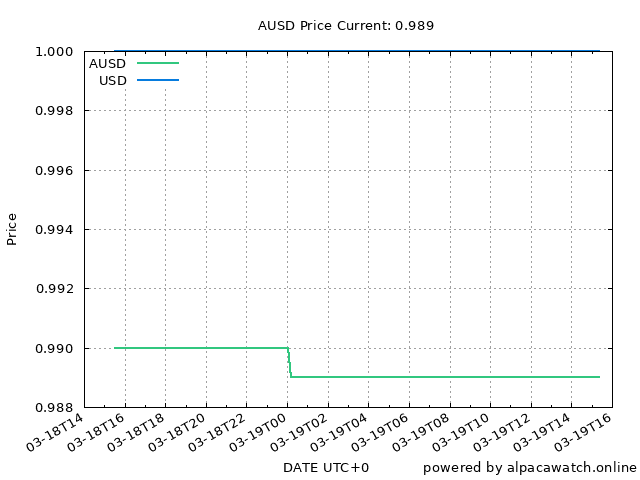 AUSD Price Current: 0.989
1.000
AUSD
USD
0.998
0.996
0.994
Price
0.992
0.990
0.988
03-18T14 03-18T16 03-18T18 03-18T20 03-18T22 03-19T00 03-19T02 03-19T04 03-19T06 03-19T08 03-19T10 03-19T12 03-19T14 03-19T16
DATE UTC+0
powered by alpacawatch.online